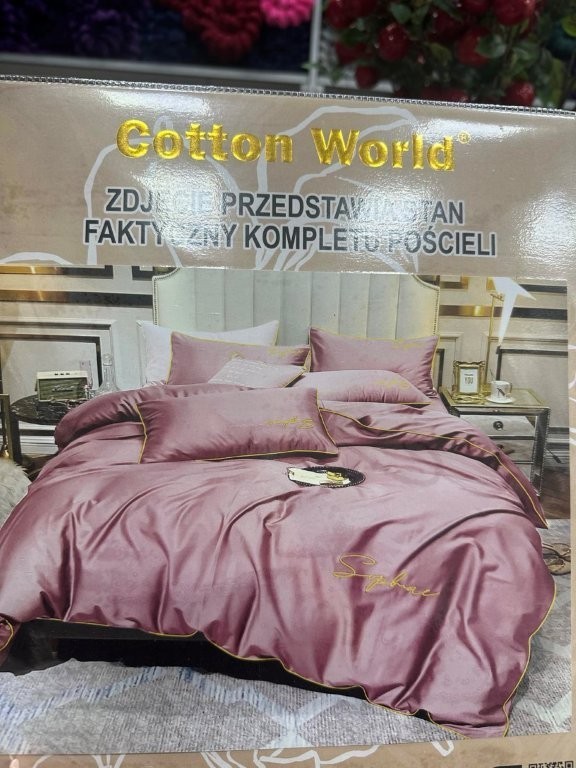 Cotton World®
ZDJĘCIE PRZEDSTAWIA STAN
FAKTYCZNY KOMPLETU POŚCIELI